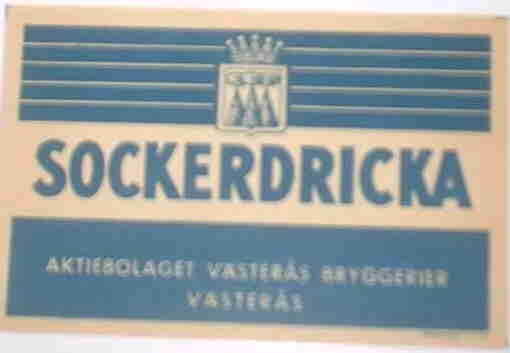 SOCKERDRICKA
AKTIEBOLAGET VÄSTERÅS BRYGGERIER
VÄSTERÅS